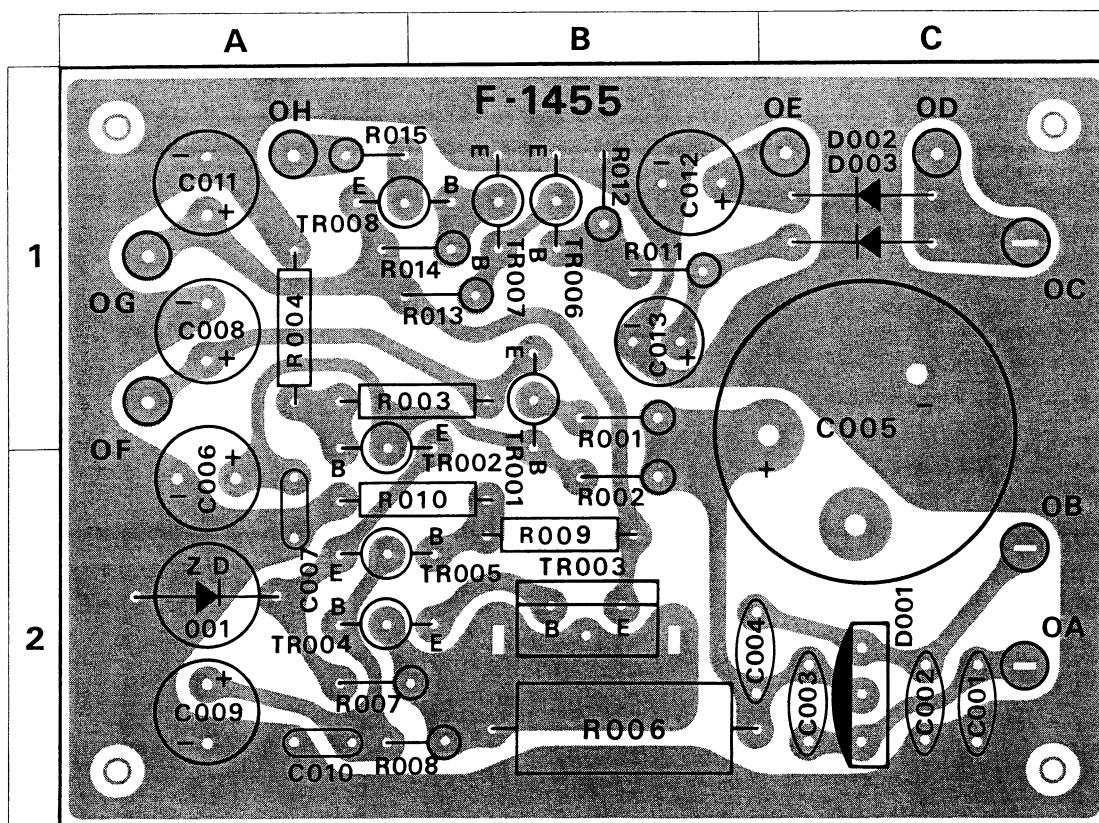 A B C
F-1455
1
2
OH
R015
E
E
R012
C012
-
+
OE
OD
D002
D003
-
C011
+
E
B
TR008
R014
B
TR007
B
TR006
R011
OC
OG
-
C008
+
R004
R013
-
C013
+
E
R003
TR001
B
R001
C005
-
+
OF
C006
+
-
B
E
TR002
R010
R002
C007
B
E
TR005
R009
TR003
B
E
OB
ZD
001
B
E
TR004
D001
OA
C004
C003
C002
C001
C009
+
-
R007
R006
C010
R008